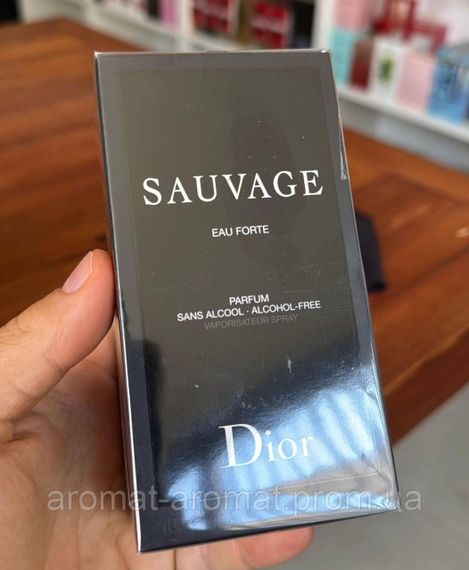 SAUVAGE
EAU FORTE
PARFUM
SANS ALCOOL · ALCOHOL-FREE
VAPORISATEUR SPRAY
Dior
aromat-aromat.prom.ua